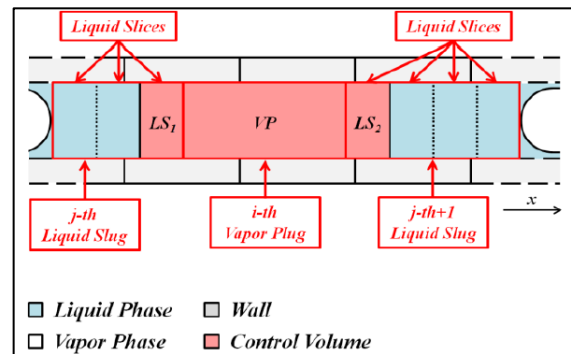 Liquid Slices
Liquid Slices
LS1
VP
LS2
j-th
Liquid Slug
i-th
Vapor Plug
j-th+1
Liquid Slug
x
Liquid Phase
Wall
Vapor Phase
Control Volume